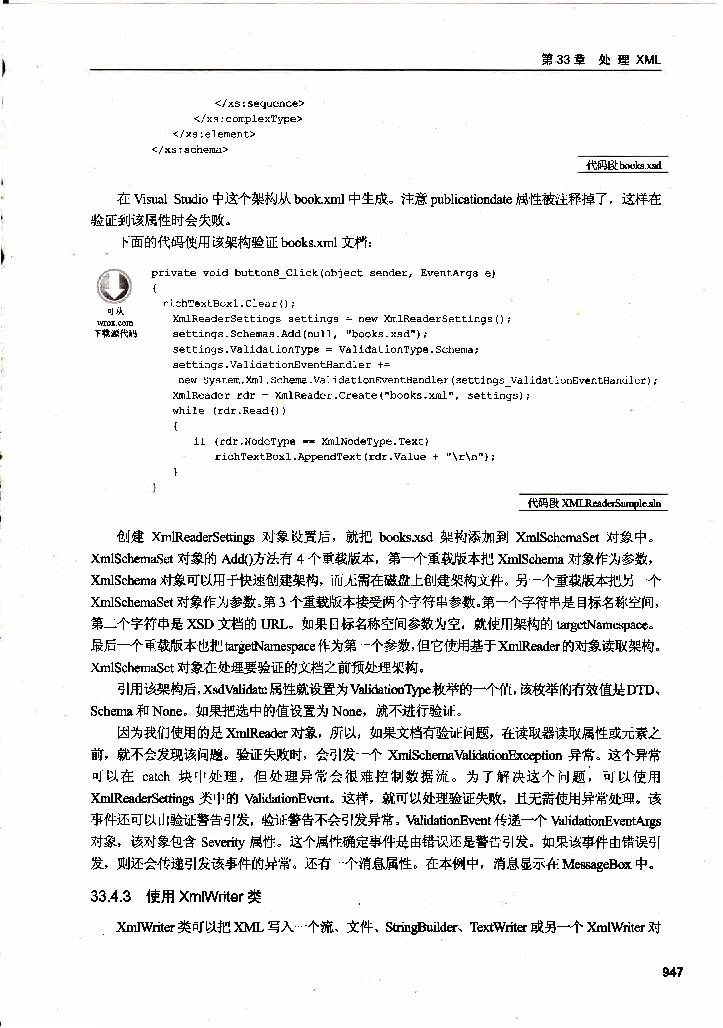 第33章 处 理 XML
</xs:sequence>
</xs:complexType>
</xs:element>
</xs:schema>
代码段 books.xsd
在 Visual Studio 中这个架构从 book.xml 中生成。注意 publicationdate 属性被注释掉了，这样在
验证到该属性时会失败。
下面的代码使用该架构验证 books.xml 文档：
private void button8_Click(object sender, EventArgs e)
{
richTextBox1.Clear();
可从
wrox.com
下载源代码
XmlReaderSettings settings = new XmlReaderSettings();
settings.Schemas.Add(null, "books.xsd");
settings.ValidationType = ValidationType.Schema;
settings.ValidationEventHandler +=
new System.Xml.Schema.ValidationEventHandler(settings_ValidationEventHandler);
XmlReader rdr = XmlReader.Create("books.xml", settings);
while (rdr.Read())
{
if (rdr.NodeType == XmlNodeType.Text)
richTextBox1.AppendText(rdr.Value + "\r\n");
}
}
代码段 XMLReaderSample.sln
创建 XmlReaderSettings 对象设置后，就把 books.xsd 架构添加到 XmlSchemaSet 对象中。
XmlSchemaSet 对象的 Add()方法有 4 个重载版本，第一个重载版本把 XmlSchema 对象作为参数，
XmlSchema 对象可以用于快速创建架构，而无需在磁盘上创建架构文件。另一个重载版本把另一个
XmlSchemaSet 对象作为参数。第 3 个重载版本接受两个字符串参数。第一个字符串是目标名称空间，
第二个字符串是 XSD 文档的 URL。如果目标名称空间参数为空，就使用架构的 targetNamespace。
最后一个重载版本也把 targetNamespace 作为第一个参数，但它使用基于 XmlReader 的对象读取架构。
XmlSchemaSet 对象在处理要验证的文档之前预处理架构。
引用该架构后，XsdValidate 属性就设置为 ValidationType 枚举的一个值，该枚举的有效值是 DTD、
Schema 和 None。如果把选中的值设置为 None，就不进行验证。
因为我们使用的是 XmlReader 对象，所以，如果文档有验证问题，在读取器读取属性或元素之
前，就不会发现该问题。验证失败时，会引发一个 XmlSchemaValidationException 异常。这个异常
可以在 catch 块中处理，但处理异常会很难控制数据流。为了解决这个问题，可以使用
XmlReaderSettings 类中的 ValidationEvent。这样，就可以处理验证失败，且无需使用异常处理。该
事件还可以由验证警告引发，验证警告不会引发异常。ValidationEvent 传递一个 ValidationEventArgs
对象，该对象包含 Severity 属性。这个属性确定事件是由错误还是警告引发。如果该事件由错误引
发，则还会传递引发该事件的异常。还有一个消息属性。在本例中，消息显示在 MessageBox 中。
33.4.3 使用 XmlWriter 类
XmlWriter 类可以把 XML 写入一个流、文件、StringBuilder、TextWriter 或另一个 XmlWriter 对
947